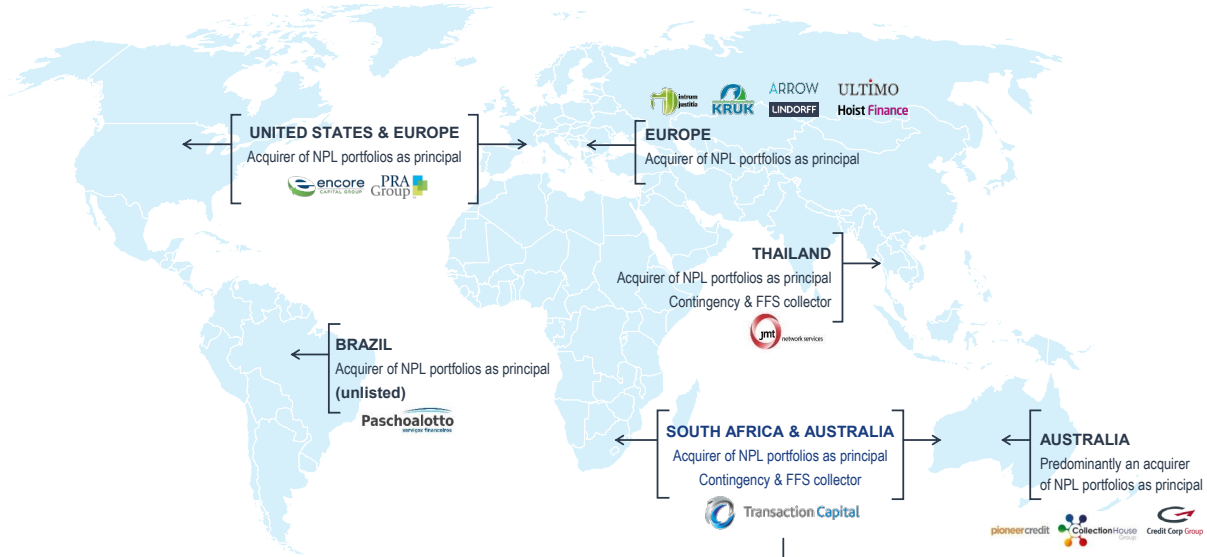 intrum
justitia
KRUK
ARROW
LINDORFF
ULTIMO
Hoist Finance
UNITED STATES & EUROPE
Acquirer of NPL portfolios as principal
encore
CAPITAL GROUP
PRA
Group
EUROPE
Acquirer of NPL portfolios as principal
THAILAND
Acquirer of NPL portfolios as principal
Contingency & FFS collector
jmt
network services
BRAZIL
Acquirer of NPL portfolios as principal
(unlisted)
Paschoalotto
serviços financeiros
SOUTH AFRICA & AUSTRALIA
Acquirer of NPL portfolios as principal
Contingency & FFS collector
Transaction Capital
AUSTRALIA
Predominantly an acquirer
of NPL portfolios as principal
pioneercredit
CollectionHouse
Group
Credit Corp Group